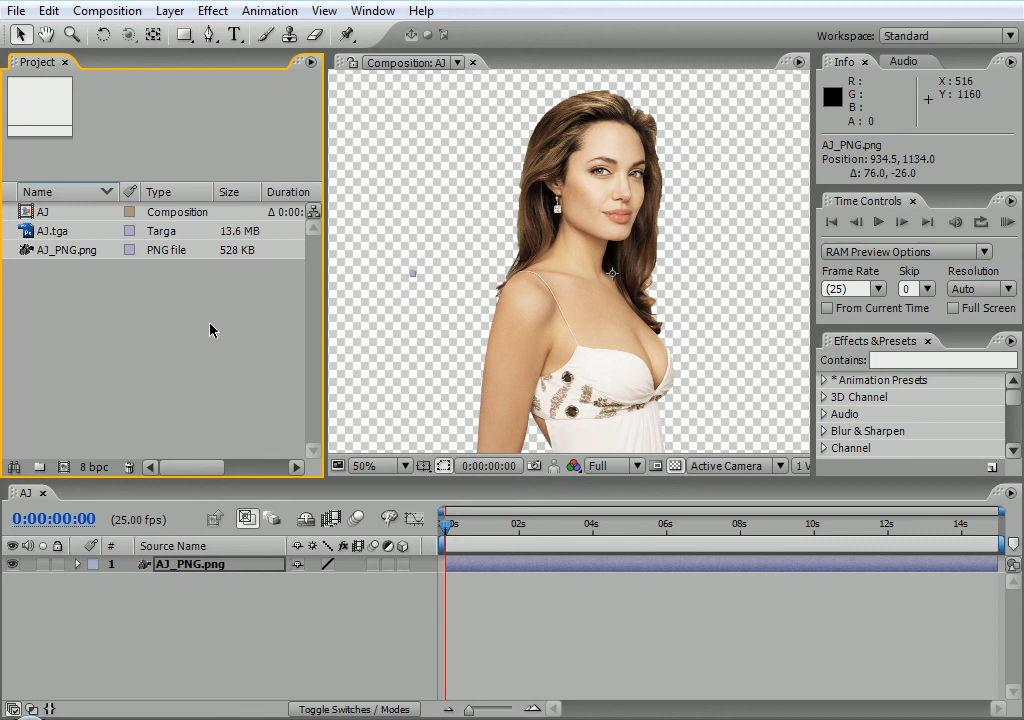 File Edit Composition Layer Effect Animation View Window Help
T Workspace: Standard
Project Composition: AJ Info Audio
R : X : 516
G : Y : 1160
B :
A : 0
AJ_PNG.png
Position: 934.5, 1134.0
Δ: 76.0, -26.0
Name Type Size Duration
AJ Composition Δ 0:00:
AJ.tga Targa 13.6 MB
AJ_PNG.png PNG file 528 KB
Time Controls
RAM Preview Options
Frame Rate Skip Resolution
(25) 0 Auto
From Current Time Full Screen
Effects &Presets
Contains:
* Animation Presets
3D Channel
Audio
Blur & Sharpen
Channel
8 bpc 50% 0:00:00:00 Full Active Camera 1 V
AJ
0:00:00:00 (25.00 fps)
0s 02s 04s 06s 08s 10s 12s 14s
# Source Name
1 AJ_PNG.png
Toggle Switches / Modes